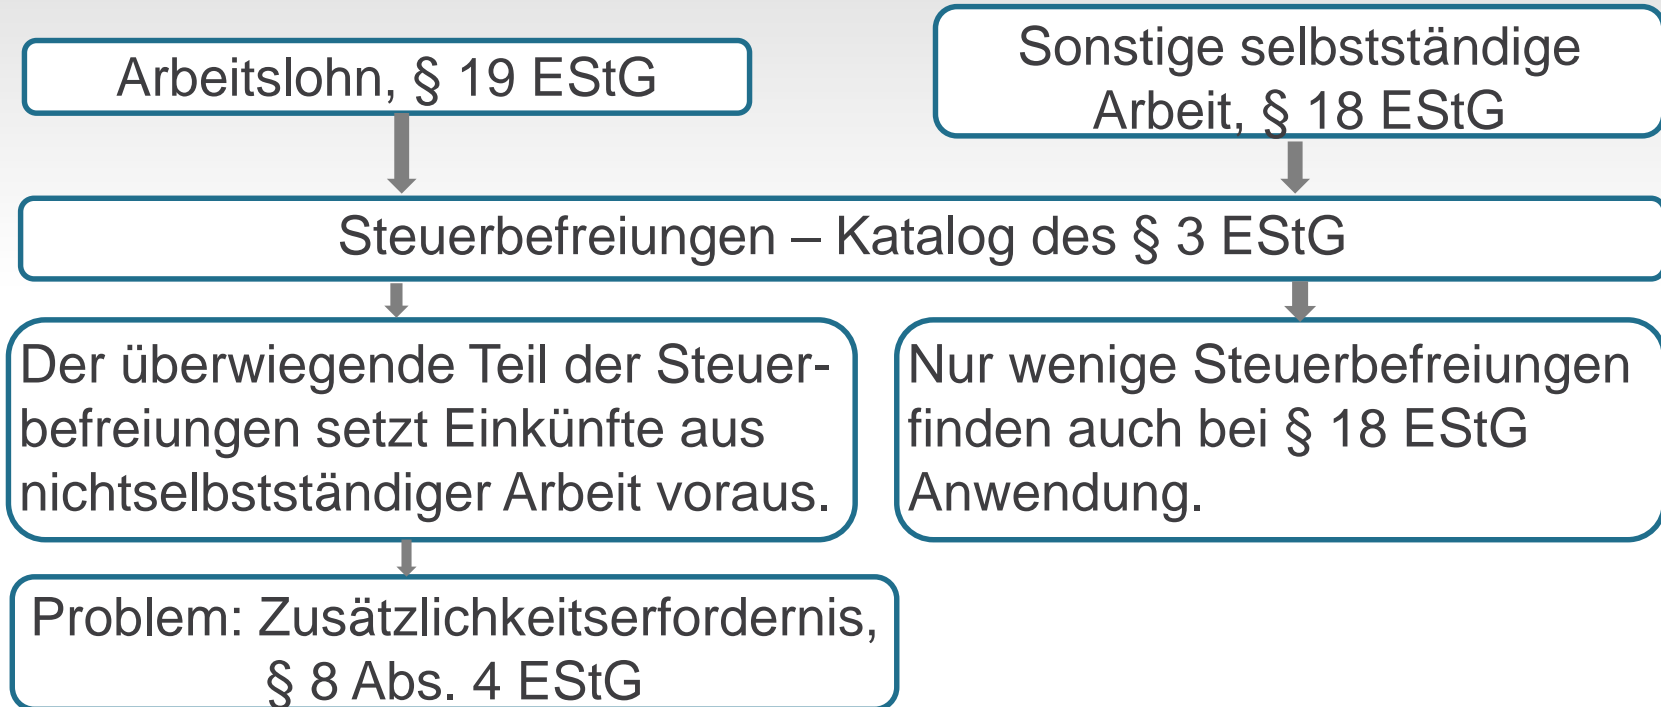 Arbeitslohn, § 19 EStG
Sonstige selbstständige
Arbeit, § 18 EStG
Steuerbefreiungen – Katalog des § 3 EStG
Der überwiegende Teil der Steuer-
befreiungen setzt Einkünfte aus
nichtselbstständiger Arbeit voraus.
Nur wenige Steuerbefreiungen
finden auch bei § 18 EStG
Anwendung.
Problem: Zusätzlichkeitserfordernis,
§ 8 Abs. 4 EStG